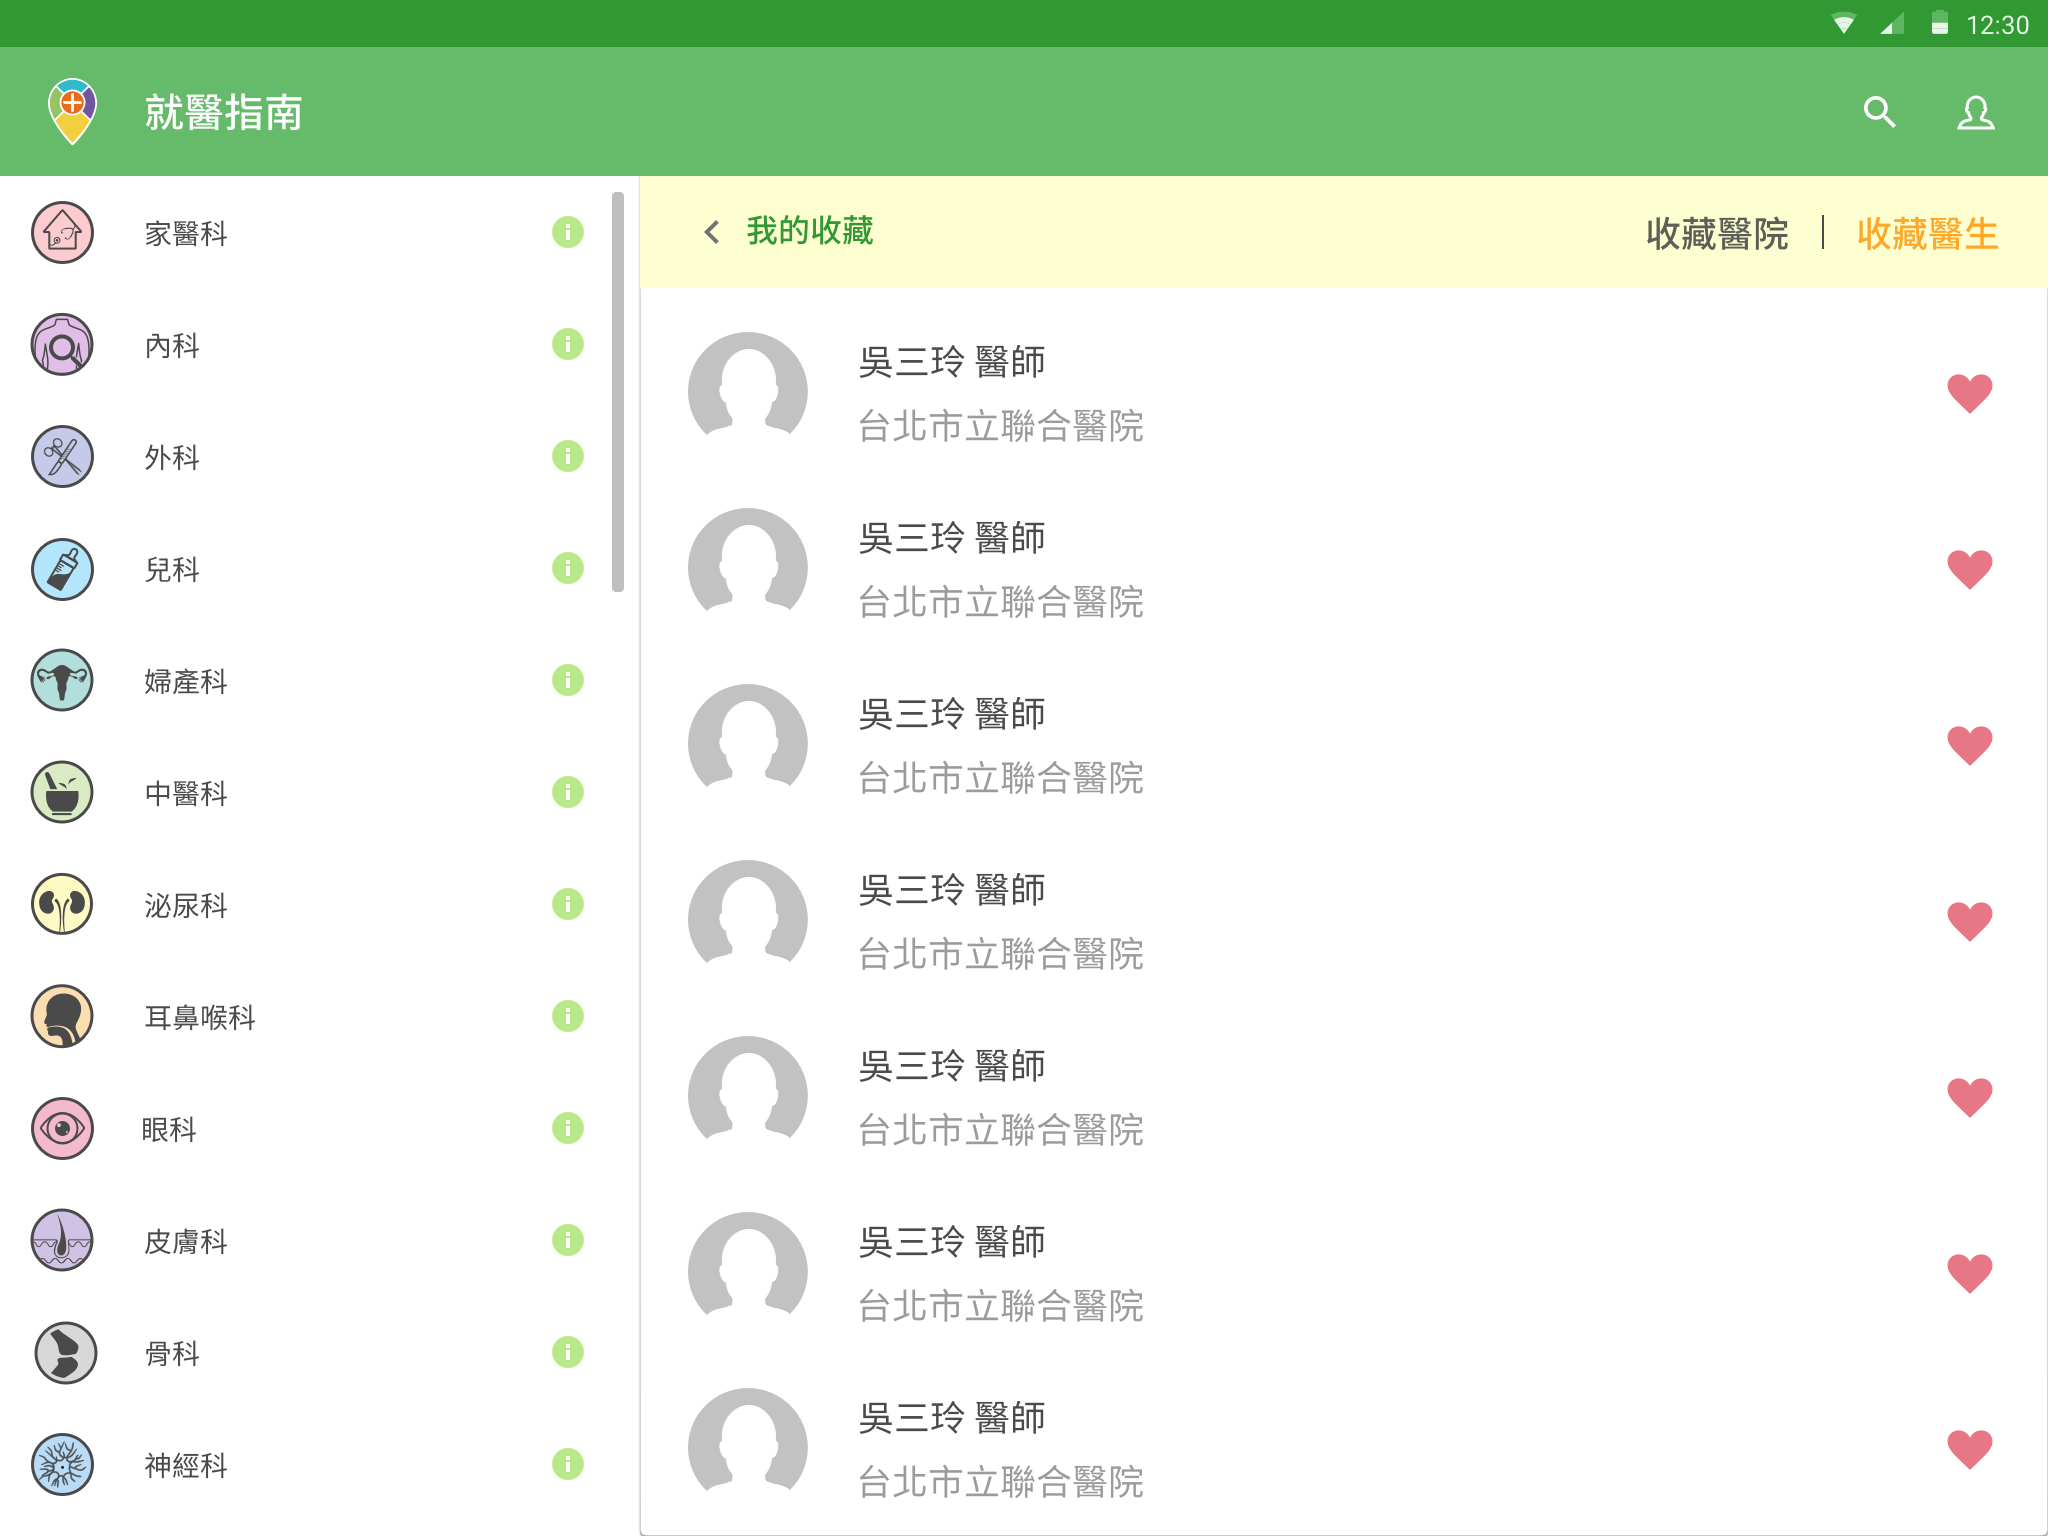 12:30
就醫指南
家醫科
內科
外科
兒科
婦產科
中醫科
泌尿科
耳鼻喉科
眼科
皮膚科
骨科
神經科
我的收藏
收藏醫院 | 收藏醫生
吳三玲 醫師
台北市立聯合醫院
吳三玲 醫師
台北市立聯合醫院
吳三玲 醫師
台北市立聯合醫院
吳三玲 醫師
台北市立聯合醫院
吳三玲 醫師
台北市立聯合醫院
吳三玲 醫師
台北市立聯合醫院
吳三玲 醫師
台北市立聯合醫院